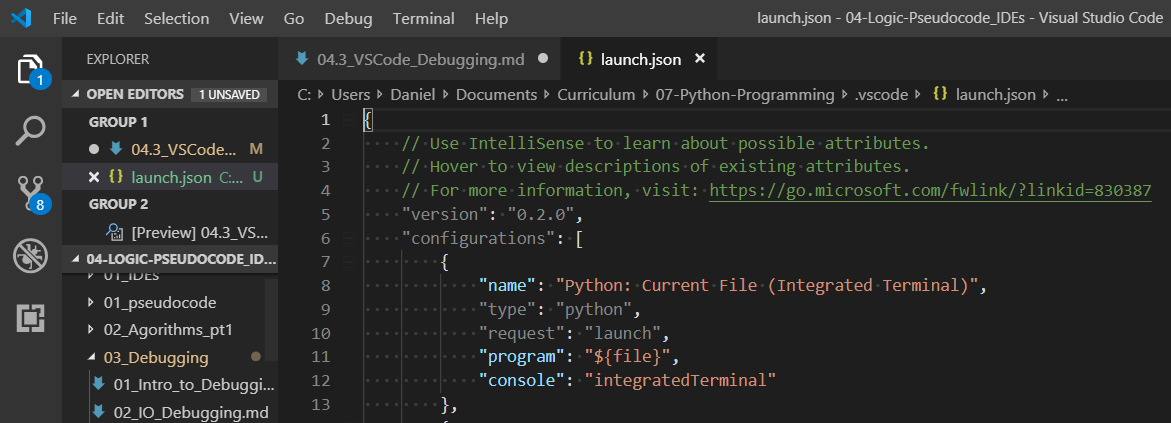 File Edit Selection View Go Debug Terminal Help launch.json - 04-Logic-Pseudocode_IDEs - Visual Studio Code
EXPLORER
04.3_VSCode_Debugging.md
{} launch.json ×
1
OPEN EDITORS 1 UNSAVED
GROUP 1
04.3_VSCode... M
× {} launch.json C:... U
8
GROUP 2
[Preview] 04.3_VS...
04-LOGIC-PSEUDOCODE_ID...
01_IDEs
01_pseudocode
02_Agorithms_pt1
03_Debugging
01_Intro_to_Debuggi...
02_IO_Debugging.md
C: Users Daniel Documents Curriculum 07-Python-Programming .vscode {} launch.json ...
1 {
2 // Use IntelliSense to learn about possible attributes.
3 // Hover to view descriptions of existing attributes.
4 // For more information, visit: https://go.microsoft.com/fwlink/?linkid=830387
5 "version": "0.2.0",
6 "configurations": [
7 {
8 "name": "Python: Current File (Integrated Terminal)",
9 "type": "python",
10 "request": "launch",
11 "program": "${file}",
12 "console": "integratedTerminal"
13 },